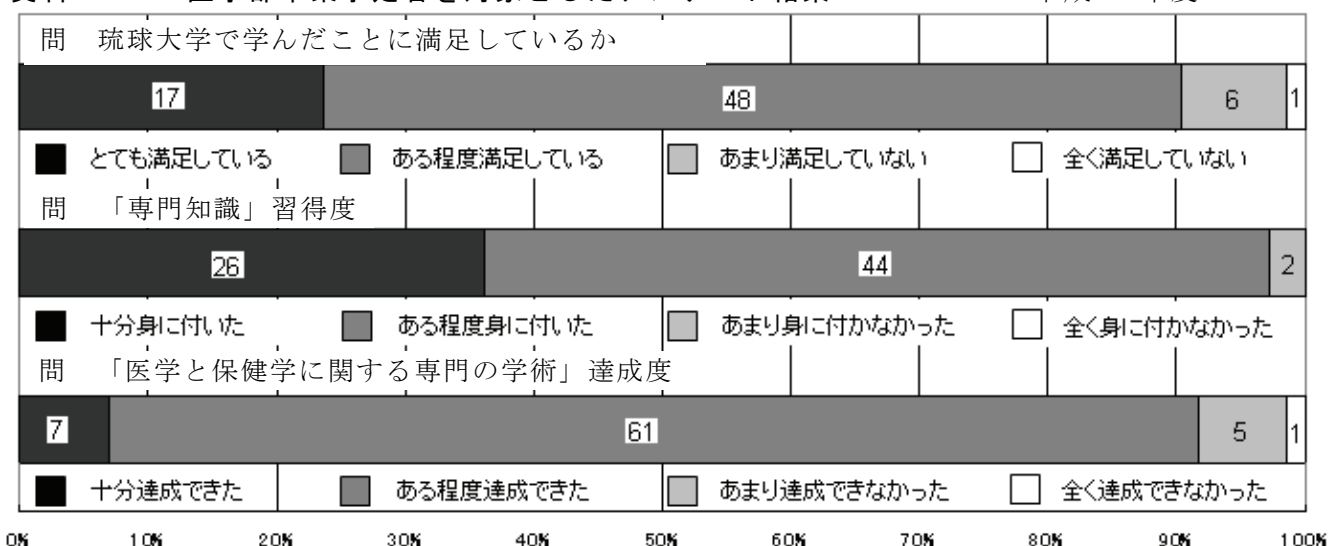 問 琉球大学で学んだことに満足しているか
17 48 6 1
とても満足している ある程度満足している あまり満足していない 全く満足していない
問 「専門知識」習得度
26 44 2
十分身に付いた ある程度身に付いた あまり身に付かなかった 全く身に付かなかった
問 「医学と保健学に関する専門の学術」達成度
7 61 5 1
十分達成できた ある程度達成できた あまり達成できなかった 全く達成できなかった
0% 10% 20% 30% 40% 50% 60% 70% 80% 90% 100%